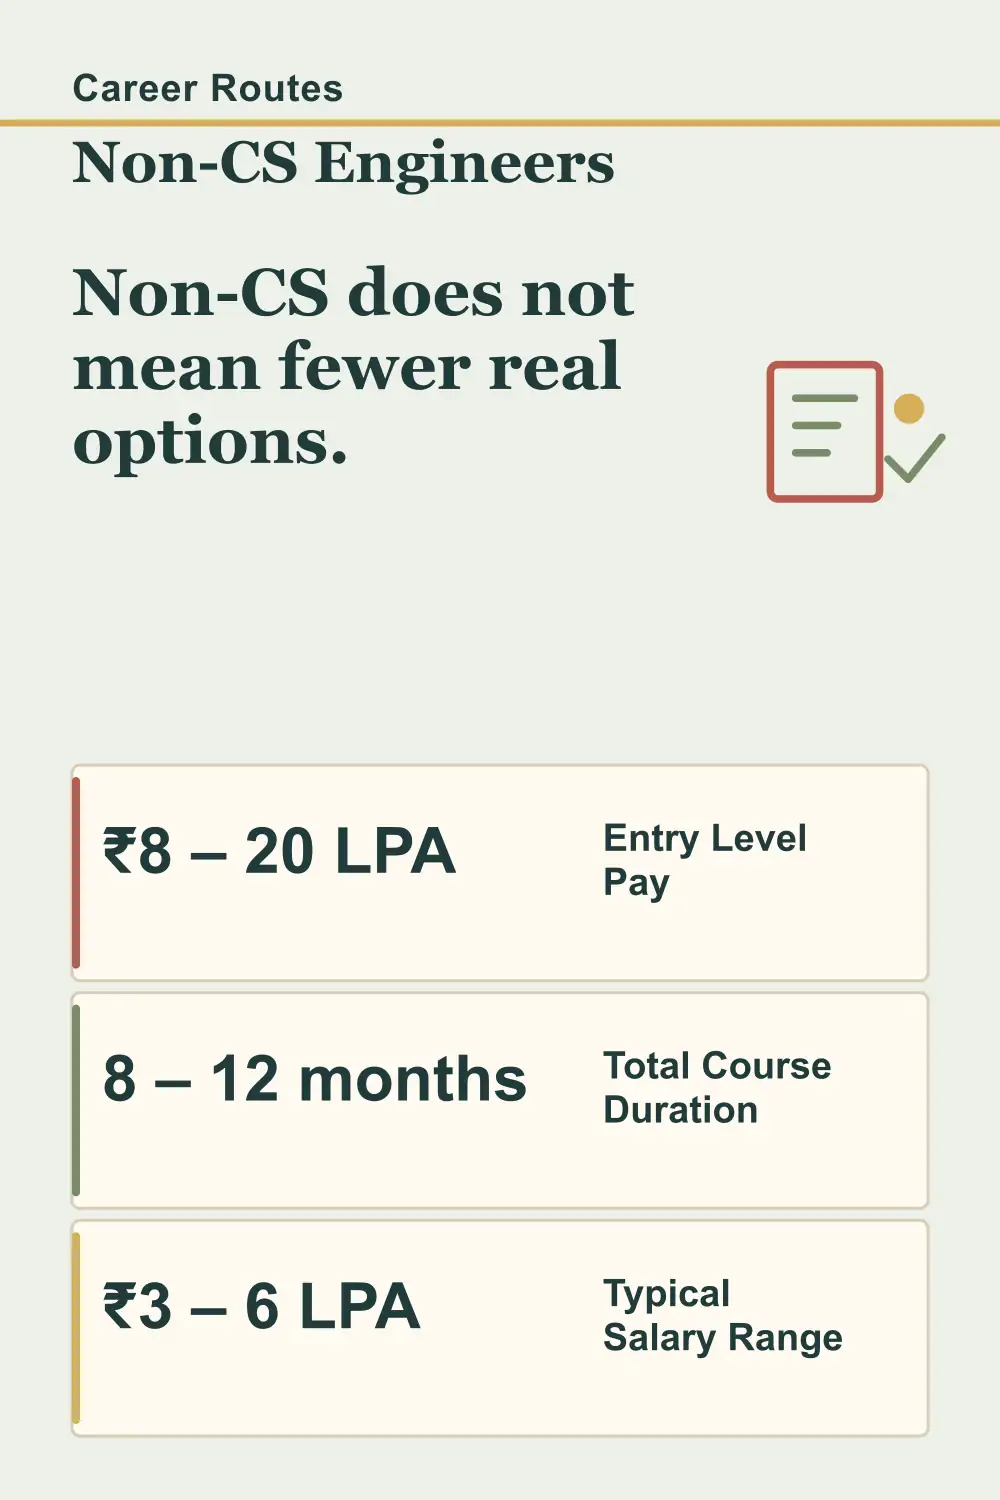 Career Routes
Non-CS Engineers
Non-CS does not
mean fewer real
options.
₹8 – 20 LPA
Entry Level
Pay
8 – 12 months
Total Course
Duration
₹3 – 6 LPA
Typical
Salary Range